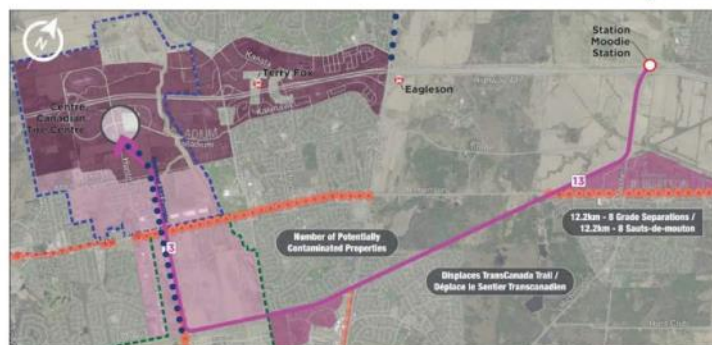 N
Station
Moodie
Station
Kanata
Terry Fox
Eagleson
Centre
Canadian
Tire Centre
13
3
12.2km - 8 Grade Separations /
12.2km - 8 Sauts-de-mouton
Number of Potentially
Contaminated Properties
Displaces TransCanada Trail /
Déplace le Sentier Transcanadien